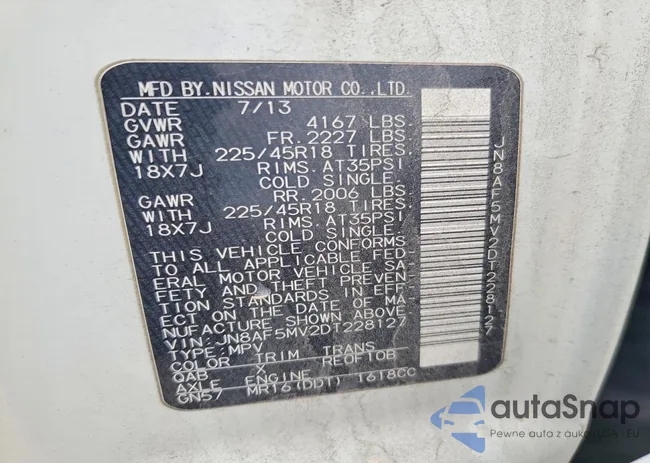 MFD BY NISSAN MOTOR CO.,LTD.
DATE 7/13
GVWR 4167 LBS.
GAWR FR. 2227 LBS.
WITH 225/45R18 TIRES.
18X7J RIMS. AT35PSI
COLD SINGLE.
GAWR RR. 2006 LBS.
WITH 225/45R18 TIRES.
18X7J RIMS. AT35PSI
COLD SINGLE.
THIS VEHICLE CONFORMS
TO ALL APPLICABLE FED-
ERAL MOTOR VEHICLE SA-
FETY AND THEFT PREVEN-
TION STANDARDS IN EFF-
ECT ON THE DATE OF MA-
NUFACTURE SHOWN ABOVE
VIN: JN8AF5MV2DT228127
TYPE: MPV
COLOR TRIM TRANS
QAB X RE0F10B
AXLE ENGINE
GN57 MR16(DDT) 1618CC
JN8AF5MV2DT228127
autaSnap
Pewne auta z aukcji USA - EU